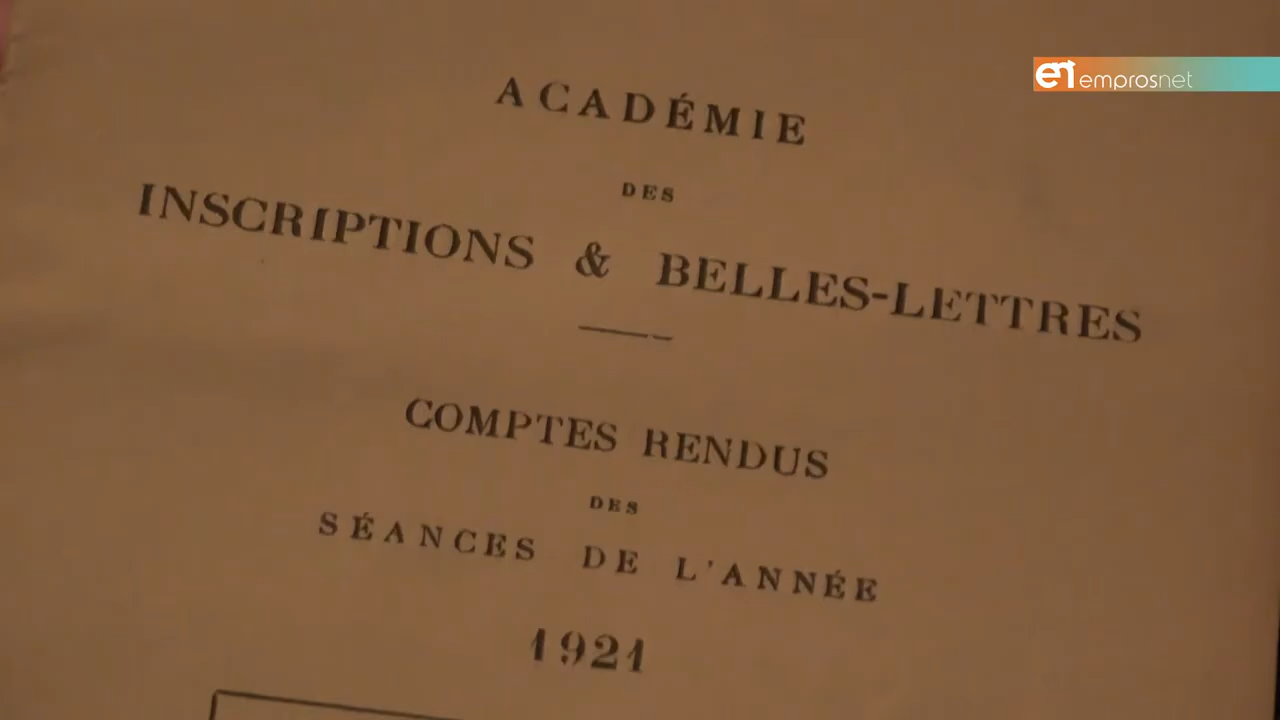 emprosnet
ACADÉMIE
DES
INSCRIPTIONS & BELLES-LETTRES
COMPTES RENDUS
DES
SÉANCES DE L'ANNÉE
1921